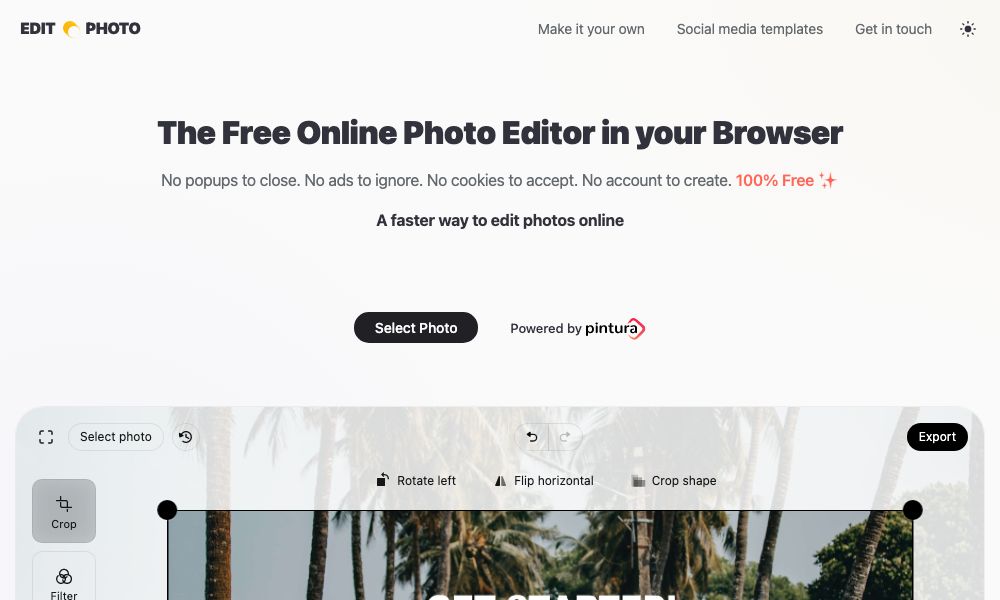 EDIT PHOTO
Make it your own
Social media templates
Get in touch
The Free Online Photo Editor in your Browser
No popups to close. No ads to ignore. No cookies to accept. No account to create. 100% Free ✨
A faster way to edit photos online
Select Photo
Powered by pintura
Select photo
Export
Rotate left
Flip horizontal
Crop shape
Crop
Filter
GET STARTED!